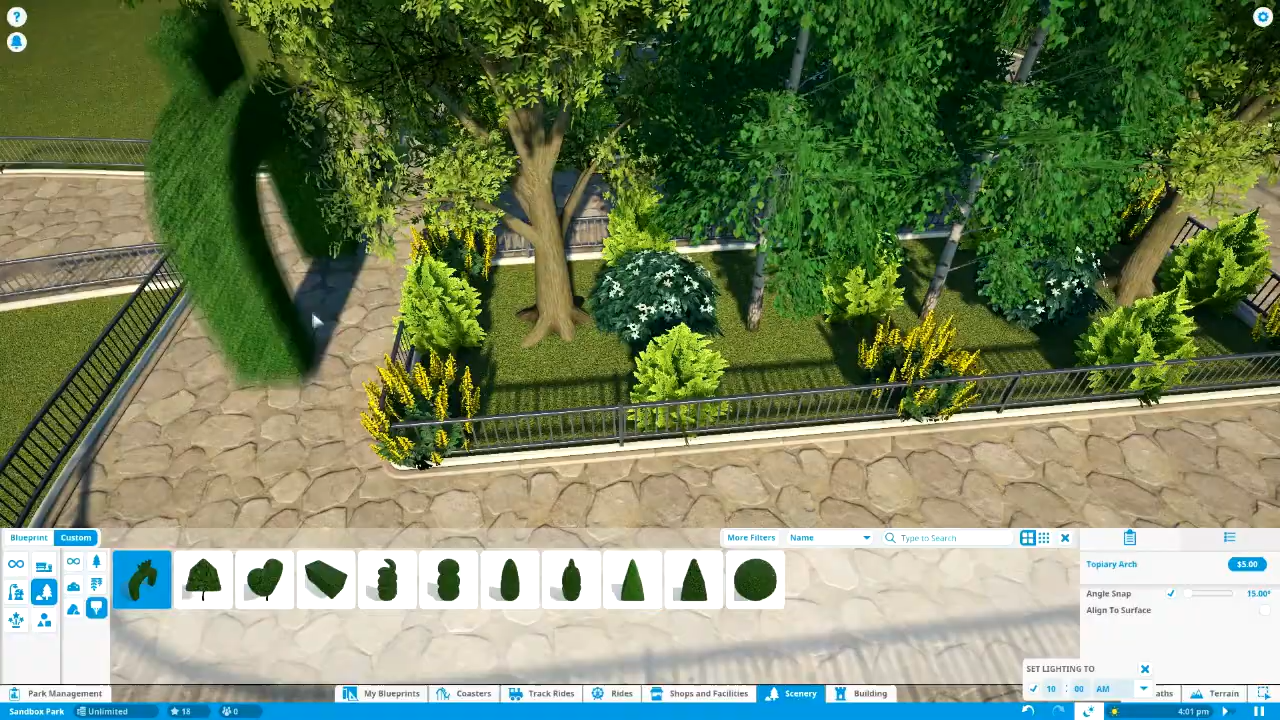 ?
Blueprint Custom More Filters Name Type to Search
Topiary Arch $5.00
Angle Snap 15.00°
Align To Surface
SET LIGHTING TO
10 : 00 AM
Park Management My Blueprints Coasters Track Rides Rides Shops and Facilities Scenery Building aths Terrain
Sandbox Park Unlimited 18 0 4:01 pm